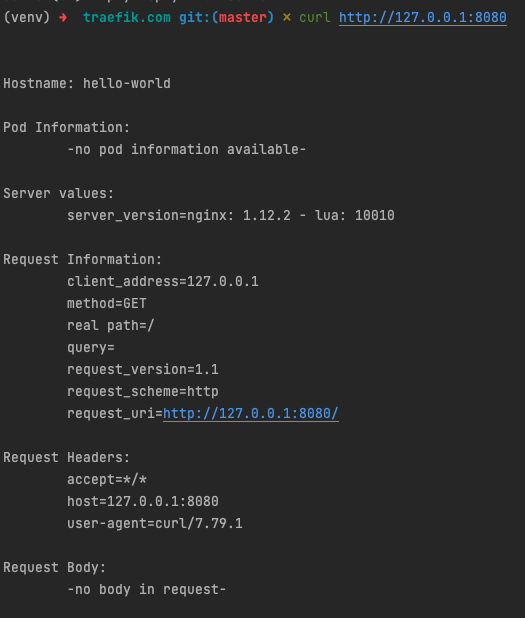 (venv) ➜ traefik.com git:(master) ✗ curl http://127.0.0.1:8080
Hostname: hello-world
Pod Information:
-no pod information available-
Server values:
server_version=nginx: 1.12.2 - lua: 10010
Request Information:
client_address=127.0.0.1
method=GET
real path=/
query=
request_version=1.1
request_scheme=http
request_uri=http://127.0.0.1:8080/
Request Headers:
accept=*/*
host=127.0.0.1:8080
user-agent=curl/7.79.1
Request Body:
-no body in request-